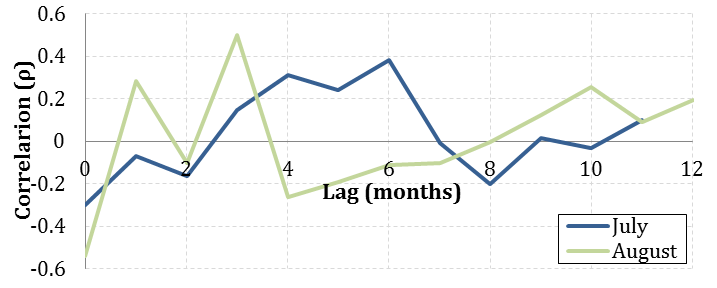 0.6
0.4
0.2
0
-0.2
-0.4
-0.6
Correlarion (ρ)
0 2 4 6 8 10 12
Lag (months)
July
August